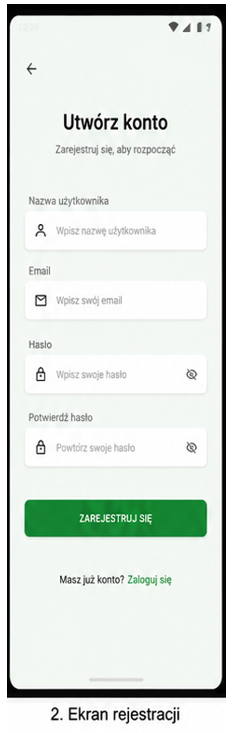 Utwórz konto
Zarejestruj się, aby rozpocząć
Nazwa użytkownika
Wpisz nazwę użytkownika
Email
Wpisz swój email
Hasło
Wpisz swoje hasło
Potwierdź hasło
Powtórz swoje hasło
ZAREJESTRUJ SIĘ
Masz już konto? Zaloguj się
2. Ekran rejestracji